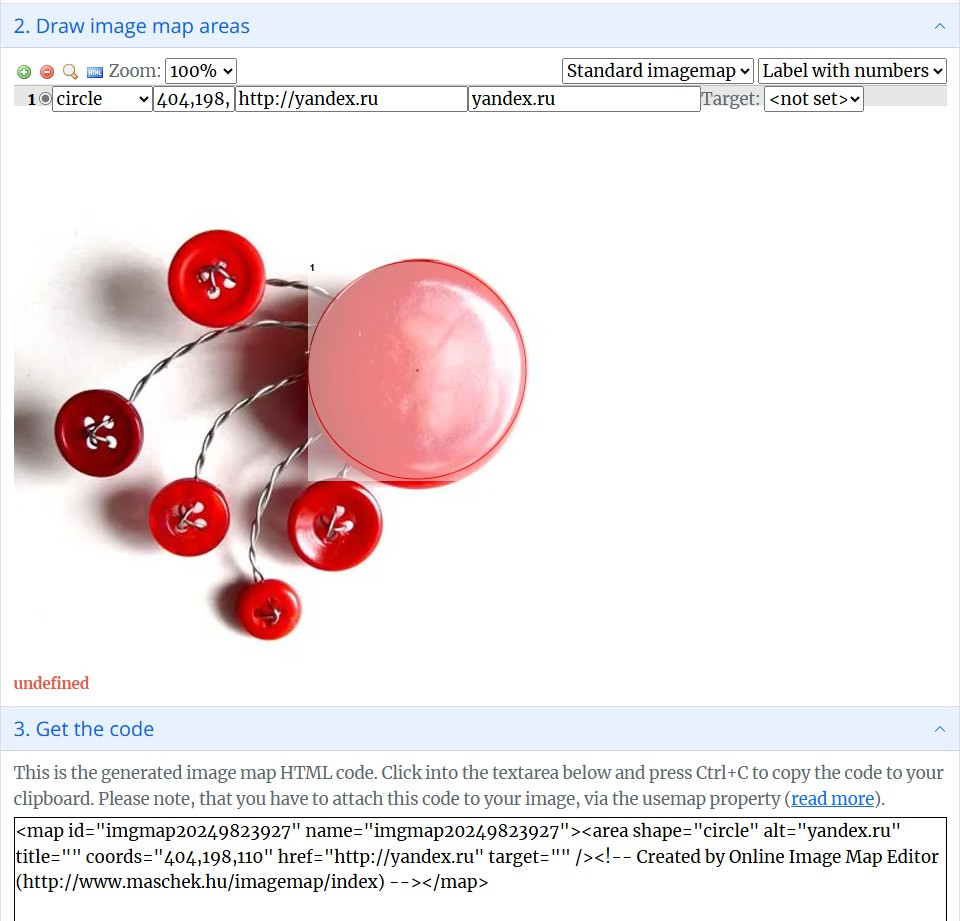 2. Draw image map areas
Zoom: 100% Standard imagemap Label with numbers
1 circle 404,198, http://yandex.ru yandex.ru Target: <not set>
1
undefined
3. Get the code
This is the generated image map HTML code. Click into the textarea below and press Ctrl+C to copy the code to your
clipboard. Please note, that you have to attach this code to your image, via the usemap property (read more).
<map id="imgmap20249823927" name="imgmap20249823927"><area shape="circle" alt="yandex.ru"
title="" coords="404,198,110" href="http://yandex.ru" target="" /><!-- Created by Online Image Map Editor
(http://www.maschek.hu/imagemap/index) --></map>